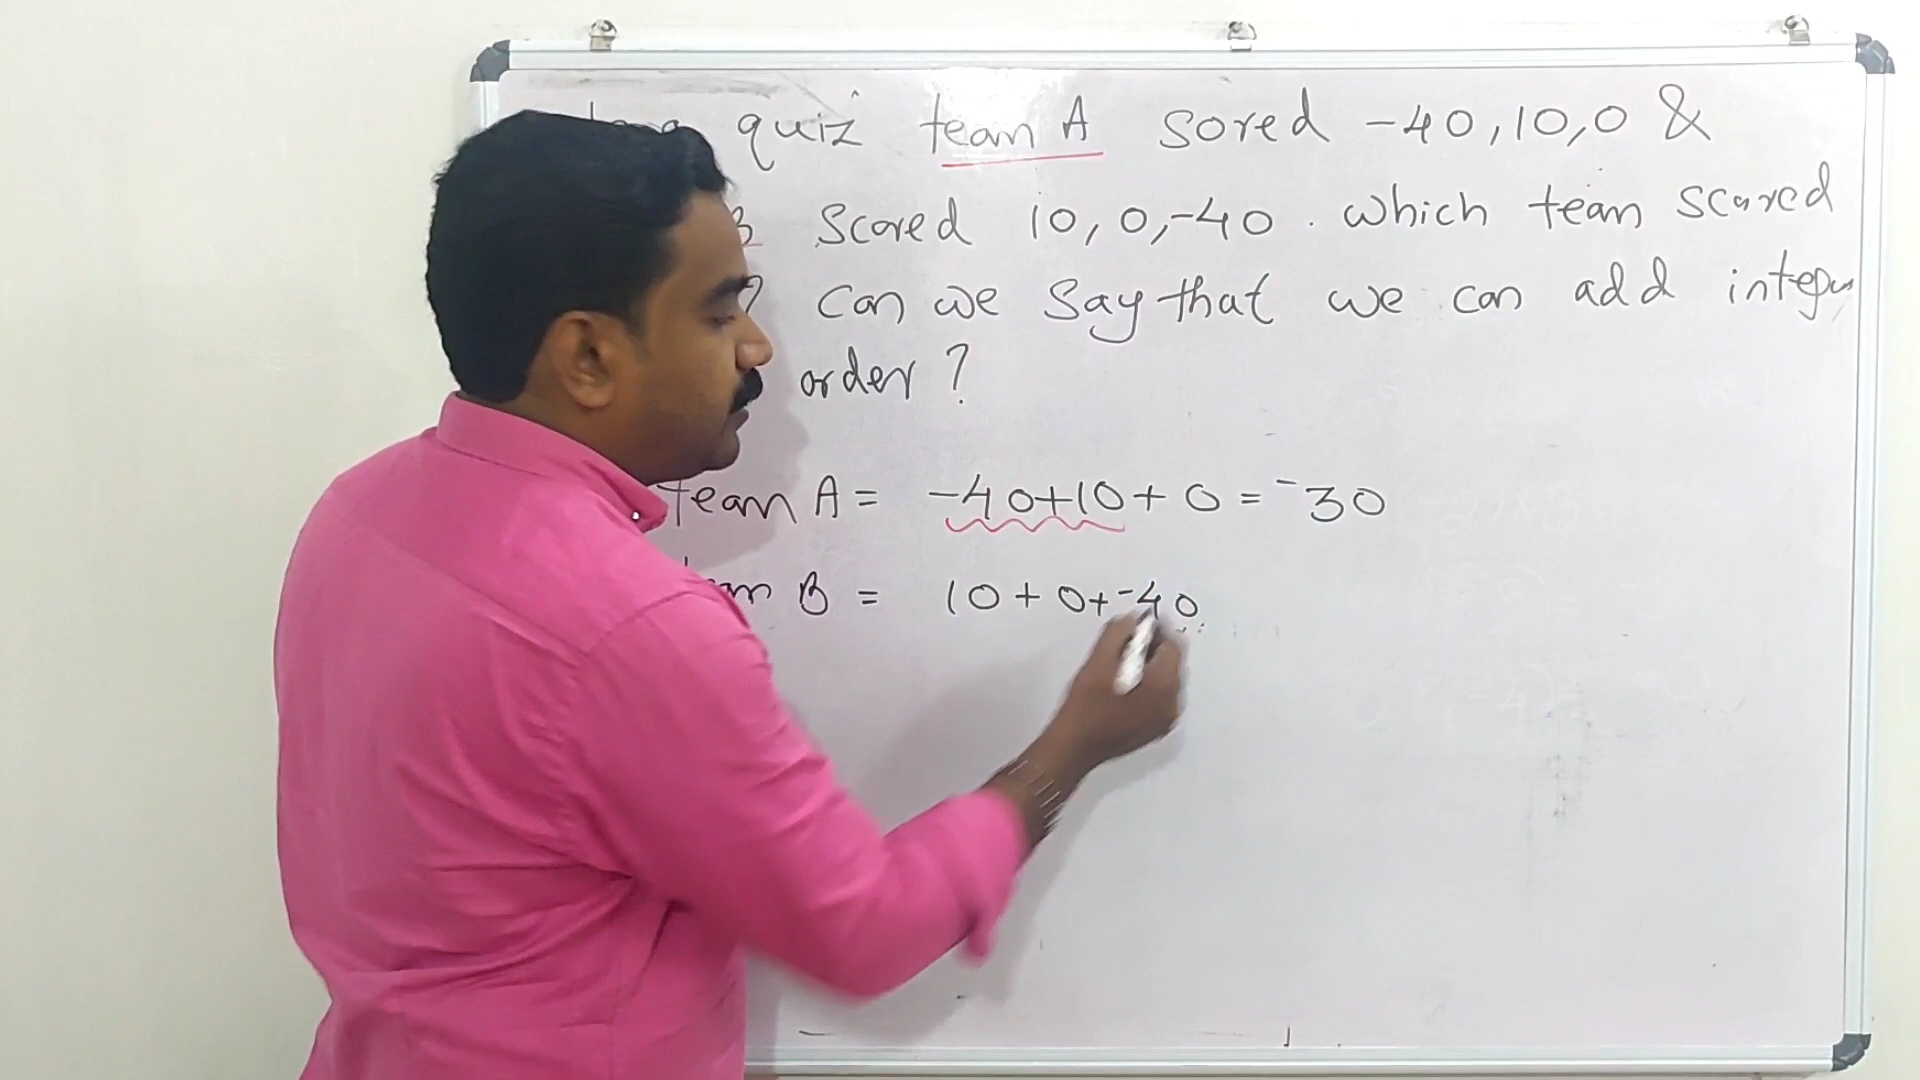 quiz team A sored -40,10,0 &
B Scored 10, 0,-40. which team scored
? can we say that we can add
order ?
team A = -40+10+0 = -30
B = 10+0+-40